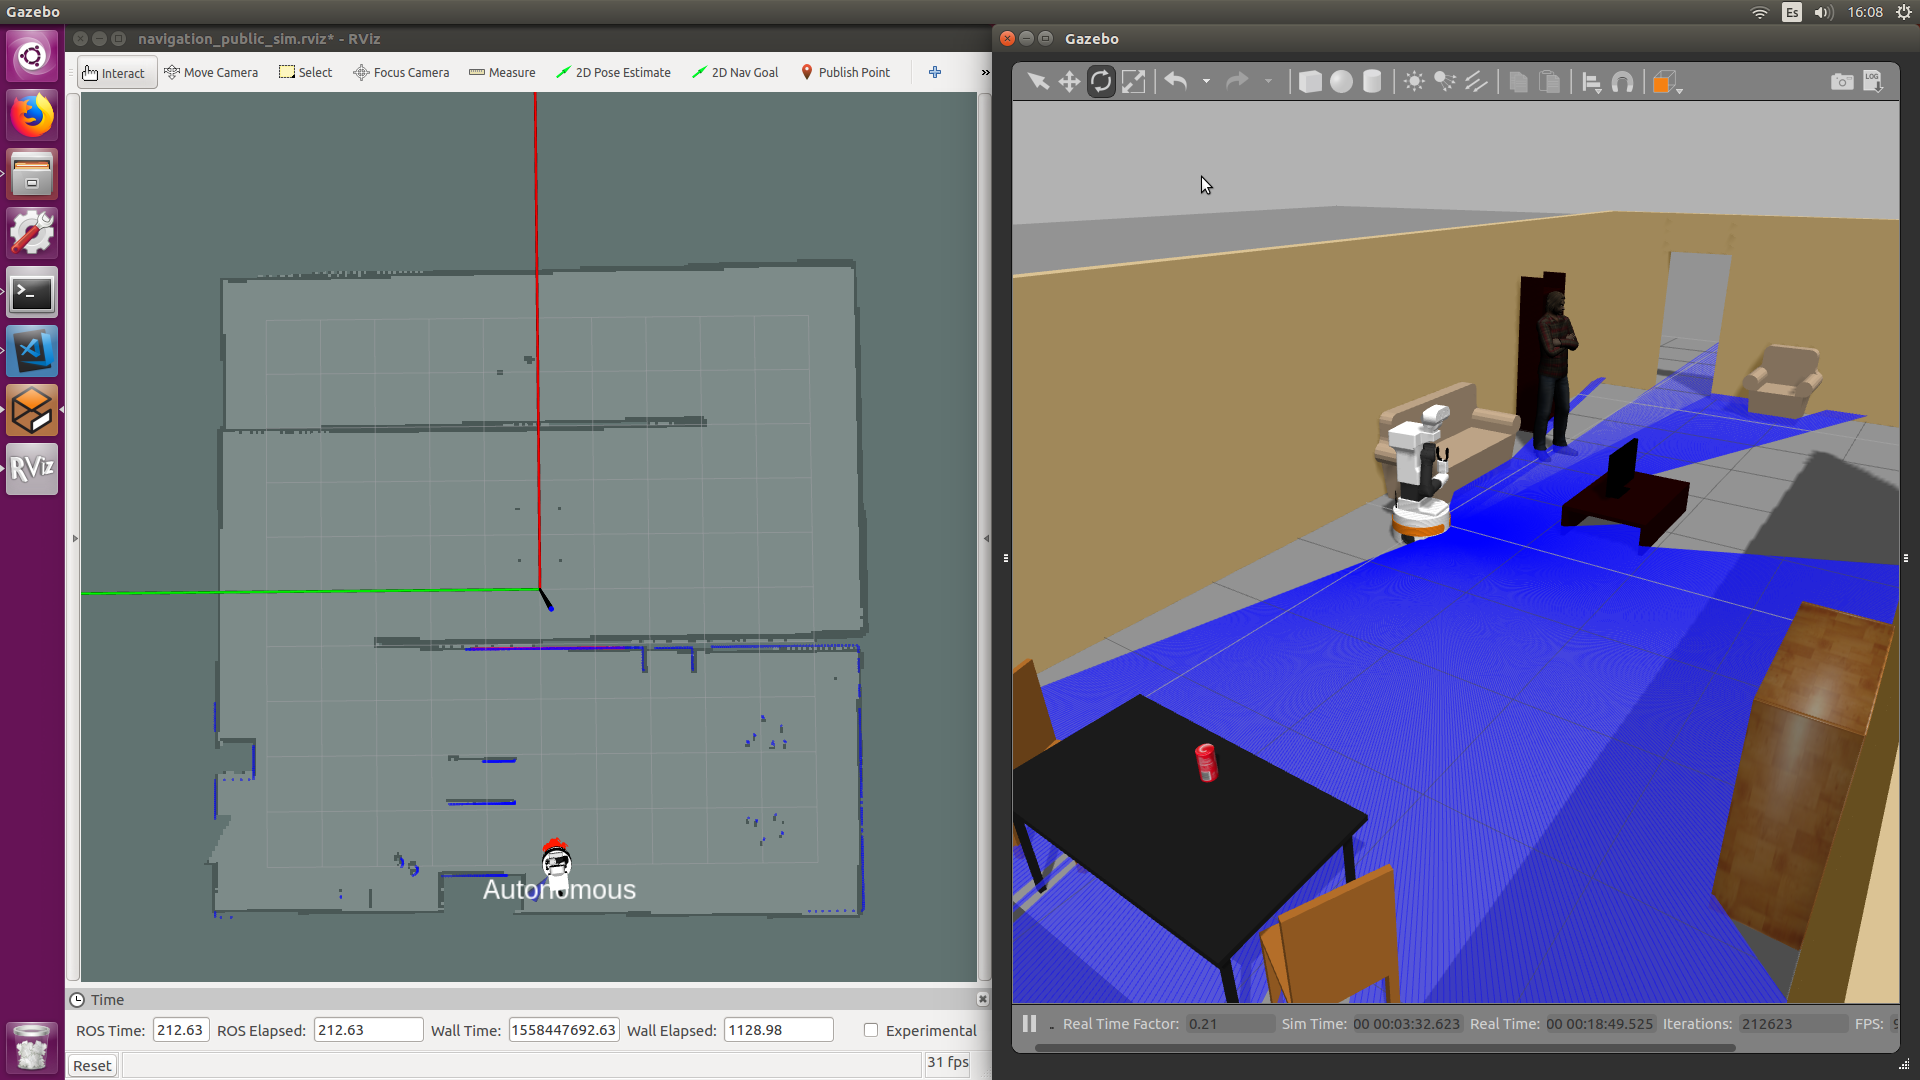 Gazebo
Es
16:08
navigation_public_sim.rviz* - RViz
Gazebo
Interact
Move Camera
Select
Focus Camera
Measure
2D Pose Estimate
2D Nav Goal
Publish Point
»
LOG
RViz
Autonomous
Time
ROS Time: 212.63 ROS Elapsed: 212.63 Wall Time: 1558447692.63 Wall Elapsed: 1128.98 Experimental
Reset
31 fps
Real Time Factor: 0.21 Sim Time: 00 00:03:32.623 Real Time: 00 00:18:49.525 Iterations: 212623 FPS: